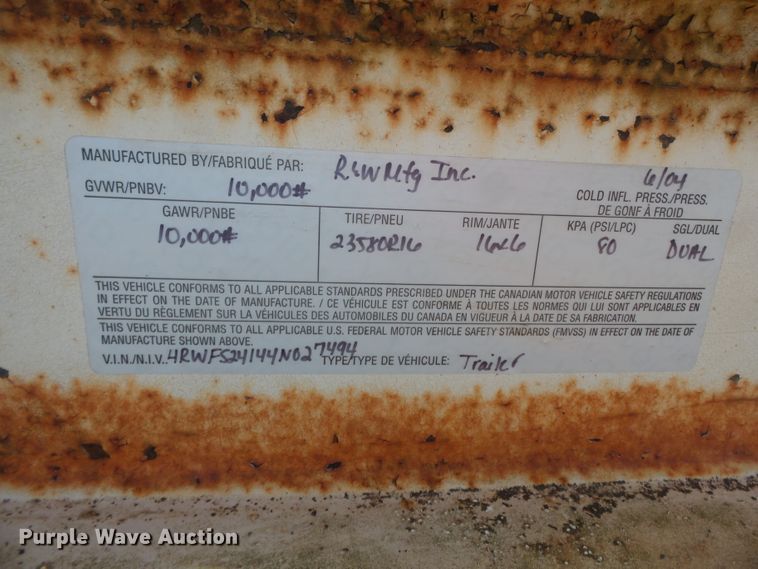 MANUFACTURED BY/FABRIQUÉ PAR: R&W Mfg Inc. 6/04
GVWR/PNBV: 10,000# COLD INFL. PRESS./PRESS. DE GONF À FROID
GAWR/PNBE TIRE/PNEU RIM/JANTE KPA (PSI/LPC) SGL/DUAL
10,000# 23580R16 16x6 80 DUAL
THIS VEHICLE CONFORMS TO ALL APPLICABLE STANDARDS PRESCRIBED UNDER THE CANADIAN MOTOR VEHICLE SAFETY REGULATIONS
IN EFFECT ON THE DATE OF MANUFACTURE. / CE VÉHICULE EST CONFORME À TOUTES LES NORMES QUI LUI SONT APPLICABLES EN
VERTU DU RÈGLEMENT SUR LA SÉCURITÉ DES VÉHICULES AUTOMOBILES DU CANADA EN VIGUEUR À LA DATE DE SA FABRICATION.
THIS VEHICLE CONFORMS TO ALL APPLICABLE U.S. FEDERAL MOTOR VEHICLE SAFETY STANDARDS (FMVSS) IN EFFECT ON THE DATE OF
MANUFACTURE SHOWN ABOVE.
V.I.N./N.I.V. 4RWFS24144N027494 TYPE/TYPE DE VÉHICULE: Trailer
Purple Wave Auction